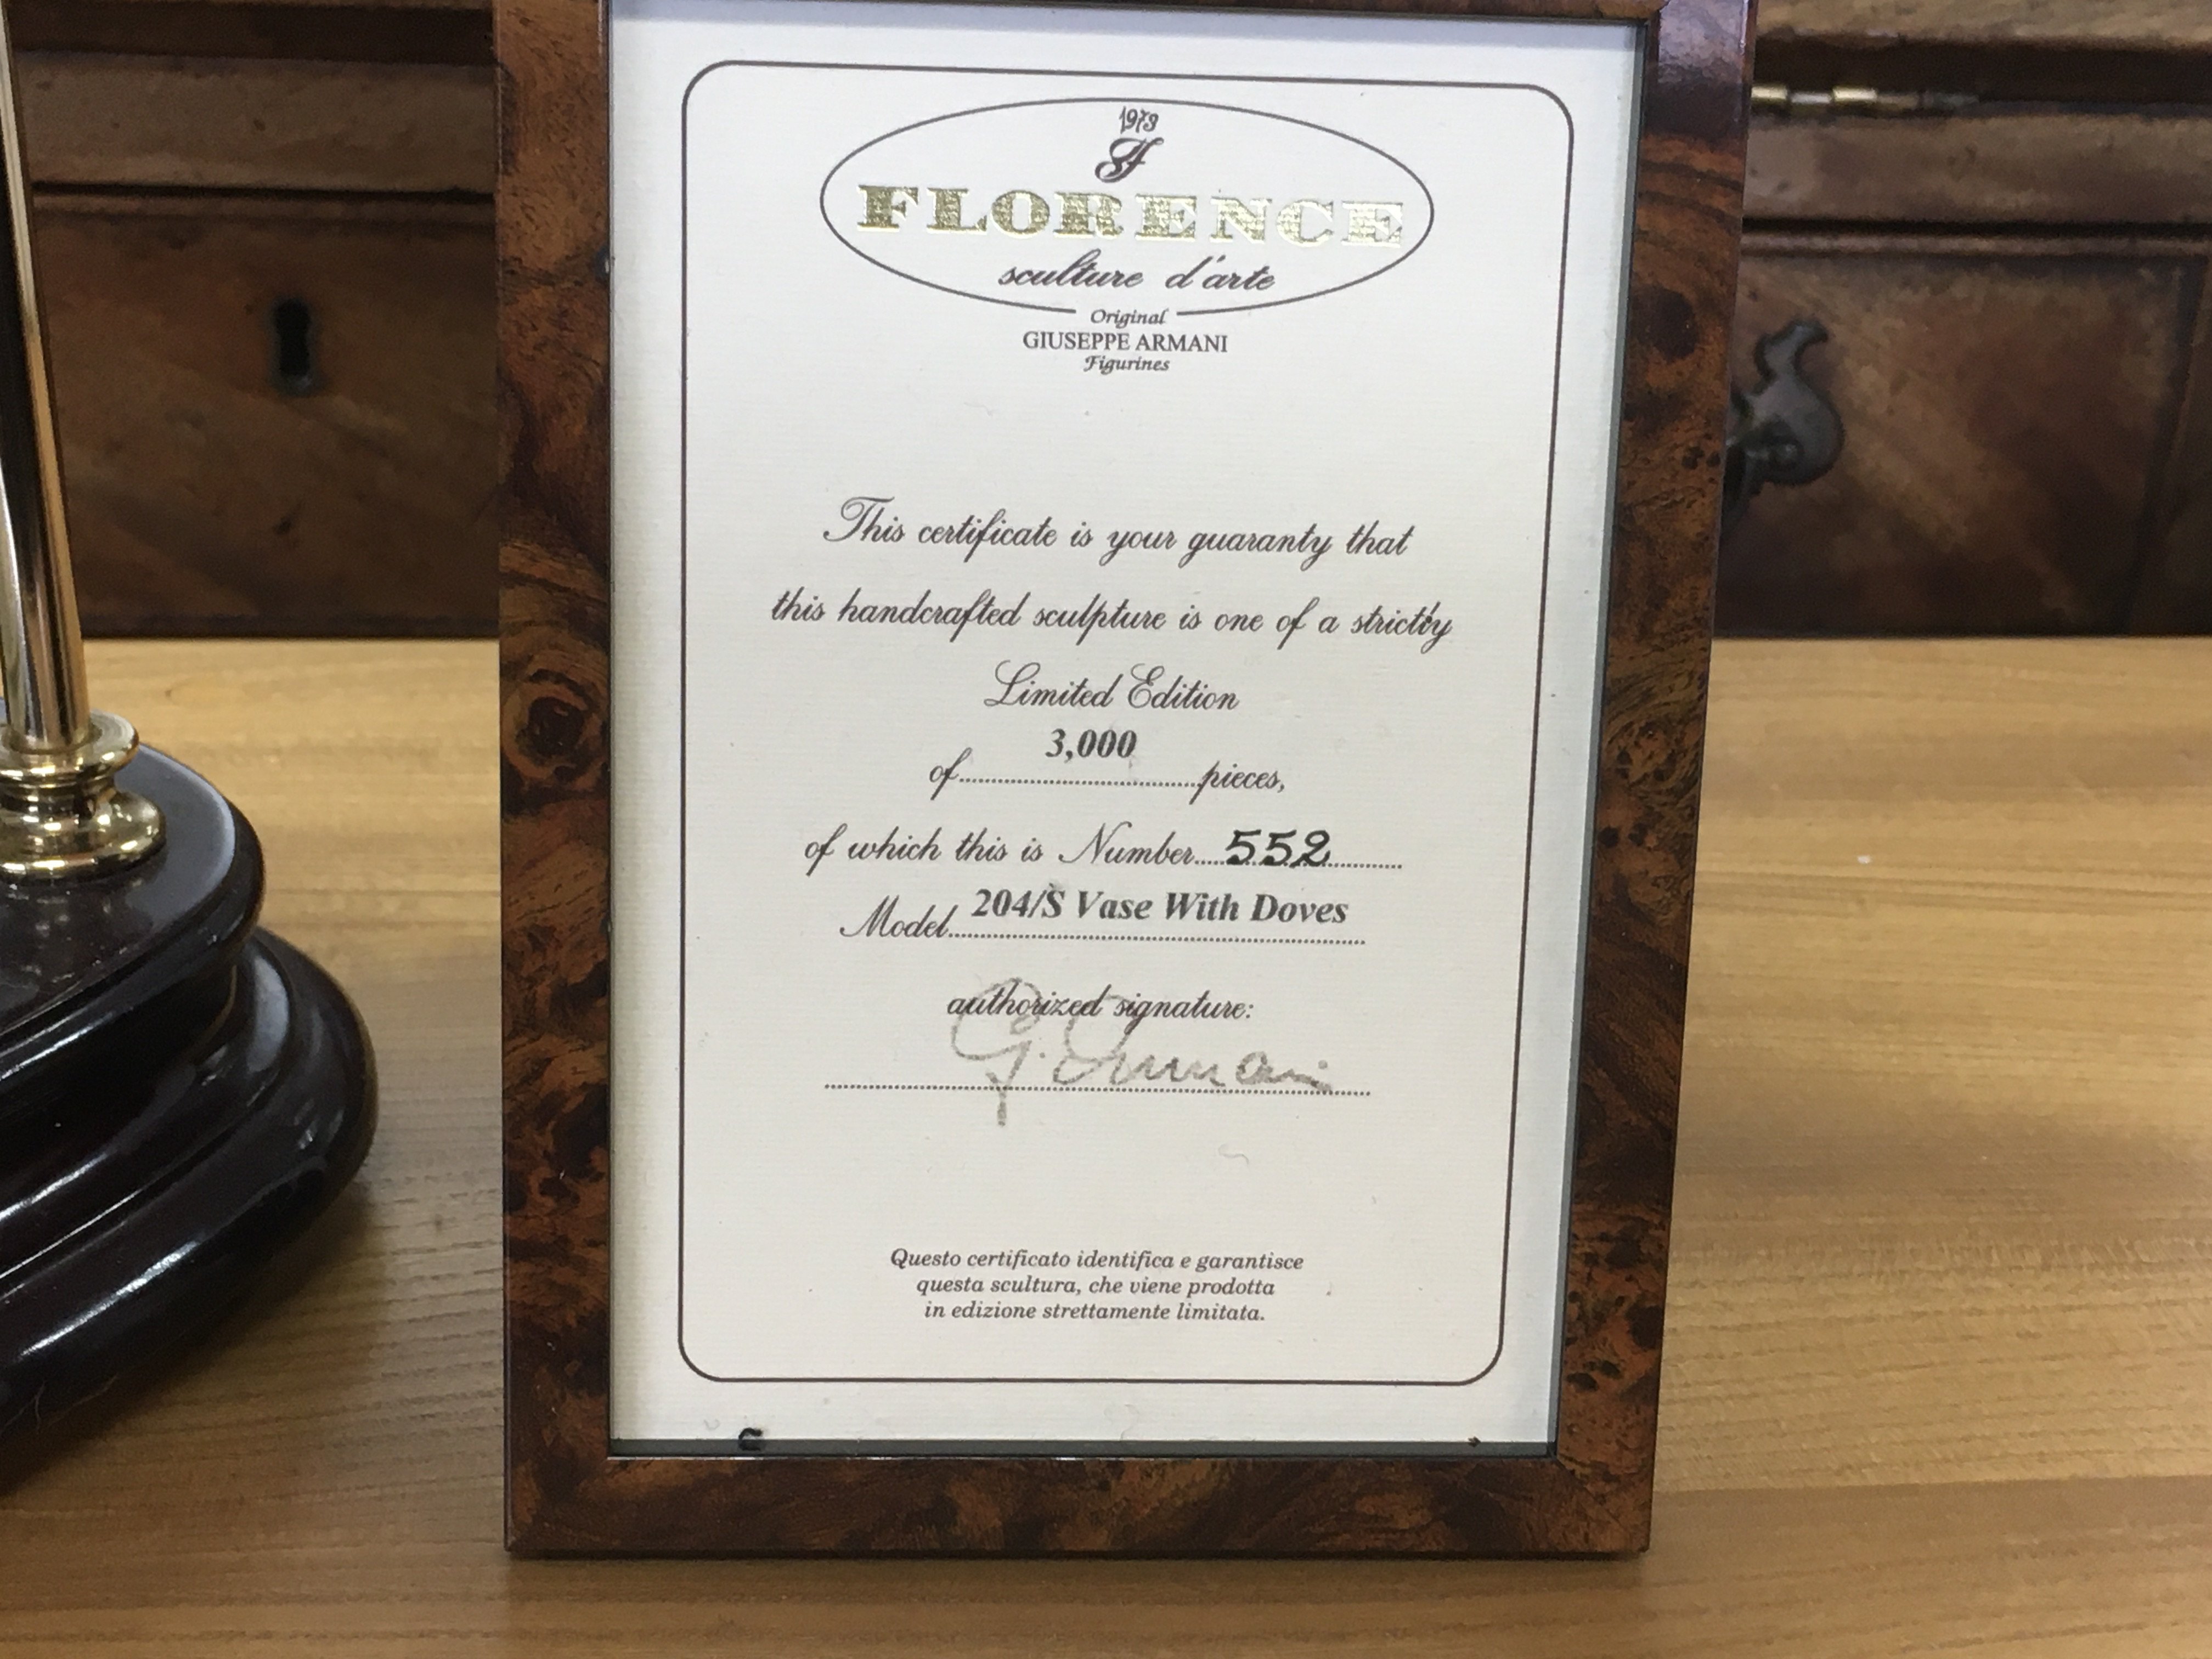 1973
FLORENCE
sculture d'arte
Original
GIUSEPPE ARMANI
Figurines
This certificate is your guaranty that
this handcrafted sculpture is one of a strictly
Limited Edition
of 3,000 pieces,
of which this is Number 552
Model 204/S Vase With Doves
authorized signature:
G. Armani
Questo certificato identifica e garantisce
questa scultura, che viene prodotta
in edizione strettamente limitata.